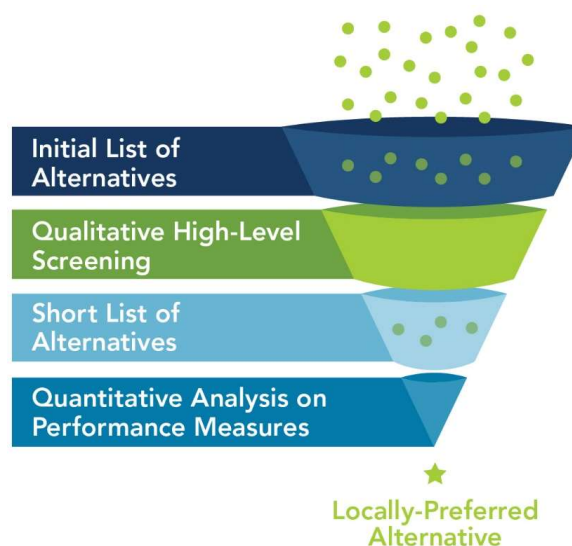 Initial List of
Alternatives
Qualitative High-Level
Screening
Short List of
Alternatives
Quantitative Analysis on
Performance Measures
Locally-Preferred
Alternative